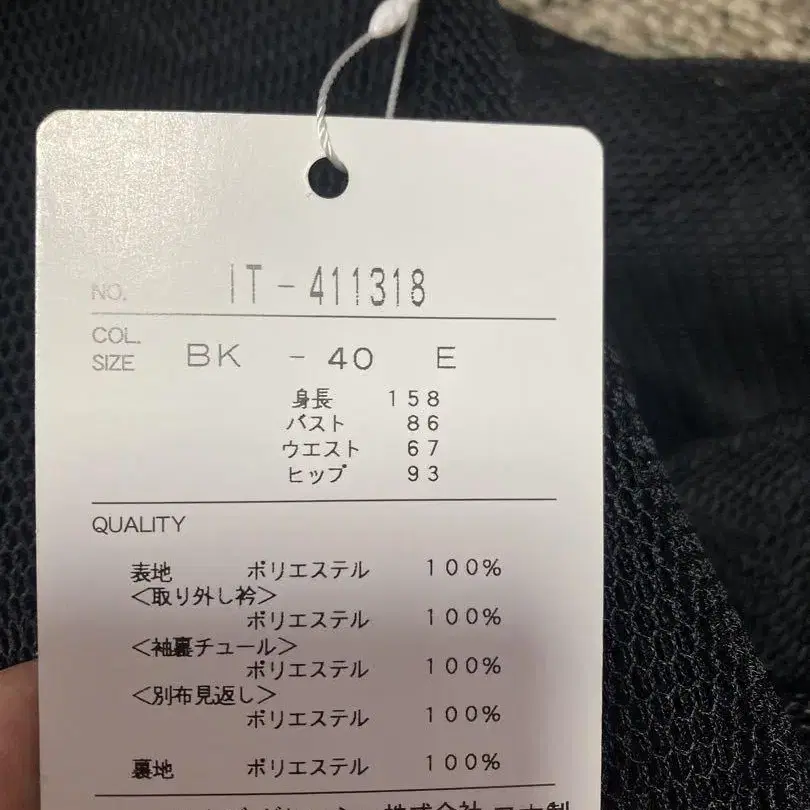 NO. iT-411318
COL.
SIZE BK - 40 E
身長 158
バスト 86
ウエスト 67
ヒップ 93
QUALITY
表地 ポリエステル 100%
<取り外し衿>
ポリエステル 100%
<袖裏チュール>
ポリエステル 100%
<別布見返し>
ポリエステル 100%
裏地 ポリエステル 100%
株式会社